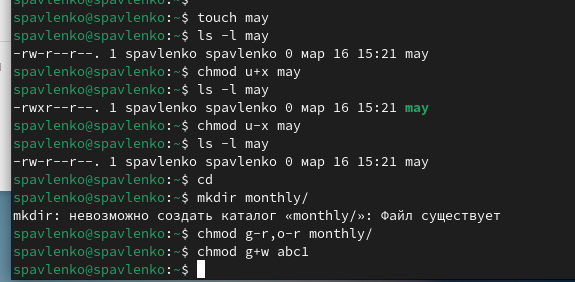 spavlenko@spavlenko:~$ touch may
spavlenko@spavlenko:~$ ls -l may
-rw-r--r--. 1 spavlenko spavlenko 0 мар 16 15:21 may
spavlenko@spavlenko:~$ chmod u+x may
spavlenko@spavlenko:~$ ls -l may
-rwxr--r--. 1 spavlenko spavlenko 0 мар 16 15:21 may
spavlenko@spavlenko:~$ chmod u-x may
spavlenko@spavlenko:~$ ls -l may
-rw-r--r--. 1 spavlenko spavlenko 0 мар 16 15:21 may
spavlenko@spavlenko:~$ cd
spavlenko@spavlenko:~$ mkdir monthly/
mkdir: невозможно создать каталог «monthly/»: Файл существует
spavlenko@spavlenko:~$ chmod g-r,o-r monthly/
spavlenko@spavlenko:~$ chmod g+w abc1
spavlenko@spavlenko:~$